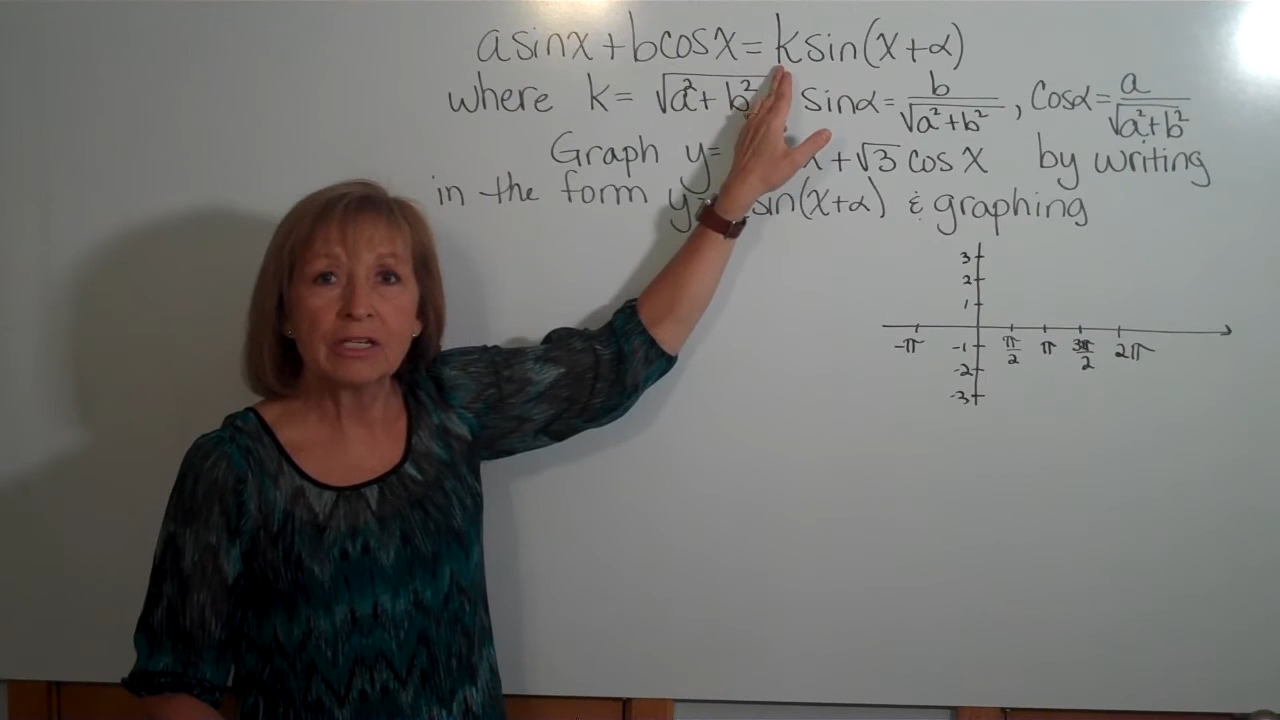 asinx+bcosx=ksin(x+α)
where k= √a²+b² sinα= b/√a²+b² , cosα= a/√a²+b²
Graph y= x+√3 cosx by writing
in the form y= sin(x+α) & graphing
3
2
1
-π -1 π/2 π 3π/2 2π
-2
-3